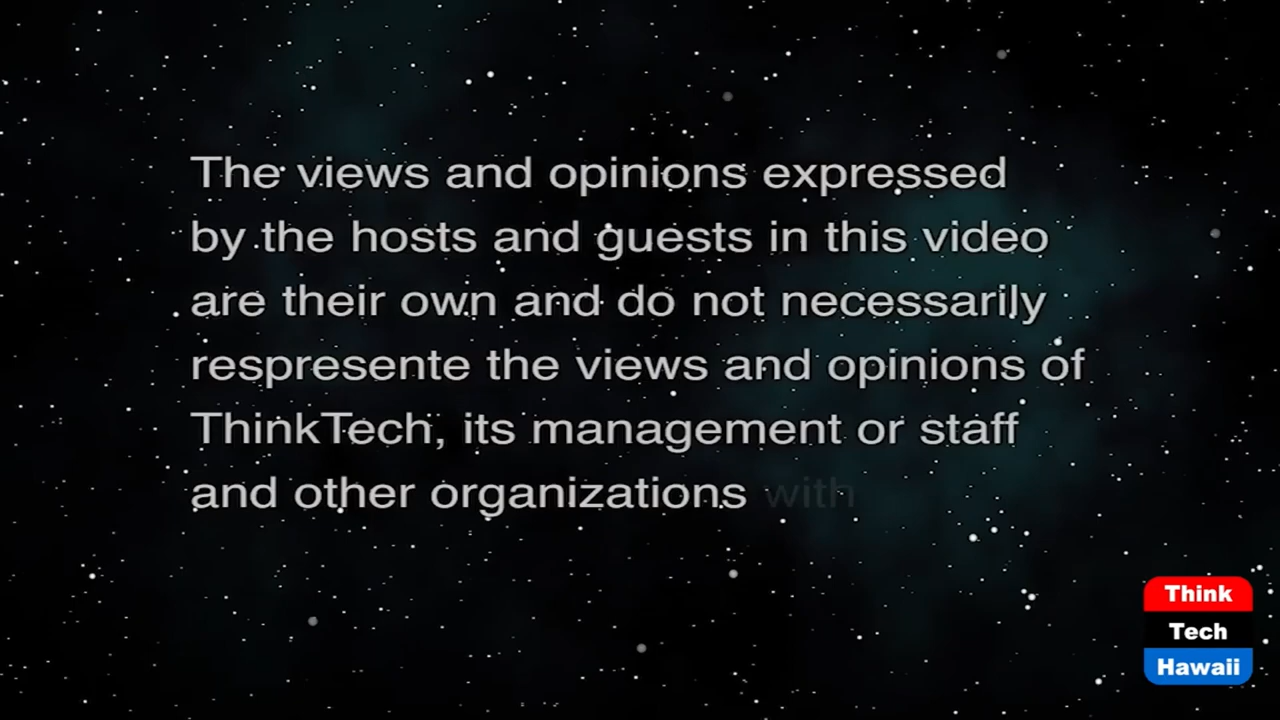 The views and opinions expressed
by the hosts and guests in this video
are their own and do not necessarily
respresente the views and opinions of
ThinkTech, its management or staff
and other organizations with
Think
Tech
Hawaii